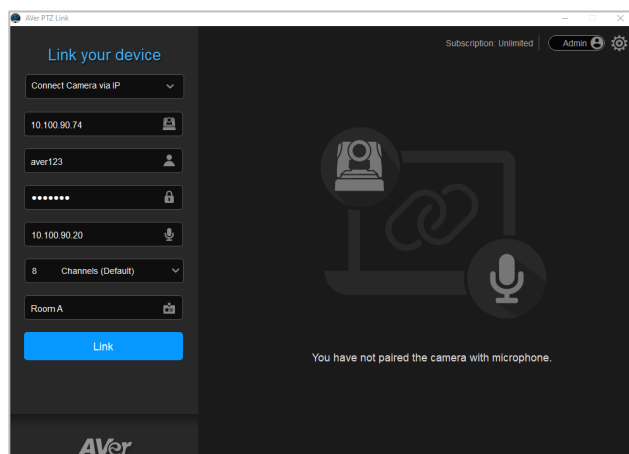 AVer PTZ Link
Link your device
Subscription: Unlimited
Admin
Connect Camera via IP
10.100.90.74
aver123
•••••••
10.100.90.20
8 Channels (Default)
Room A
Link
You have not paired the camera with microphone.
AVer